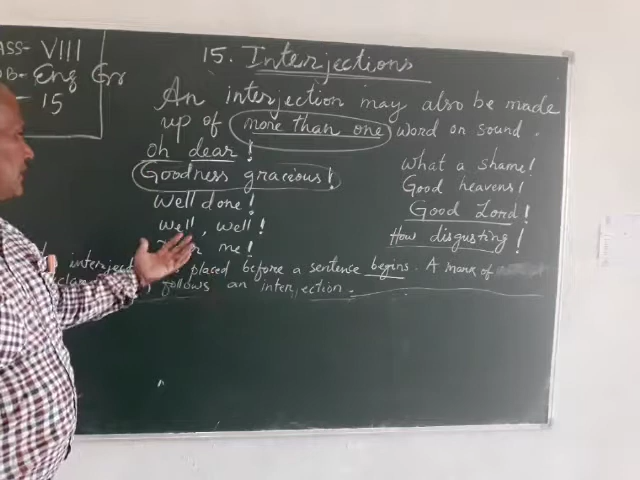 ASS- VIII
B- Eng Gr
- 15
15. Interjections
An interjection may also be made
up of more than one word or sound.
oh dear!
Goodness gracious!
Well done!
Well, well!
me!
What a shame!
Good heavens!
Good Lord!
How disgusting!
interjec placed before a sentence begins. A mark of
follows an interjection.